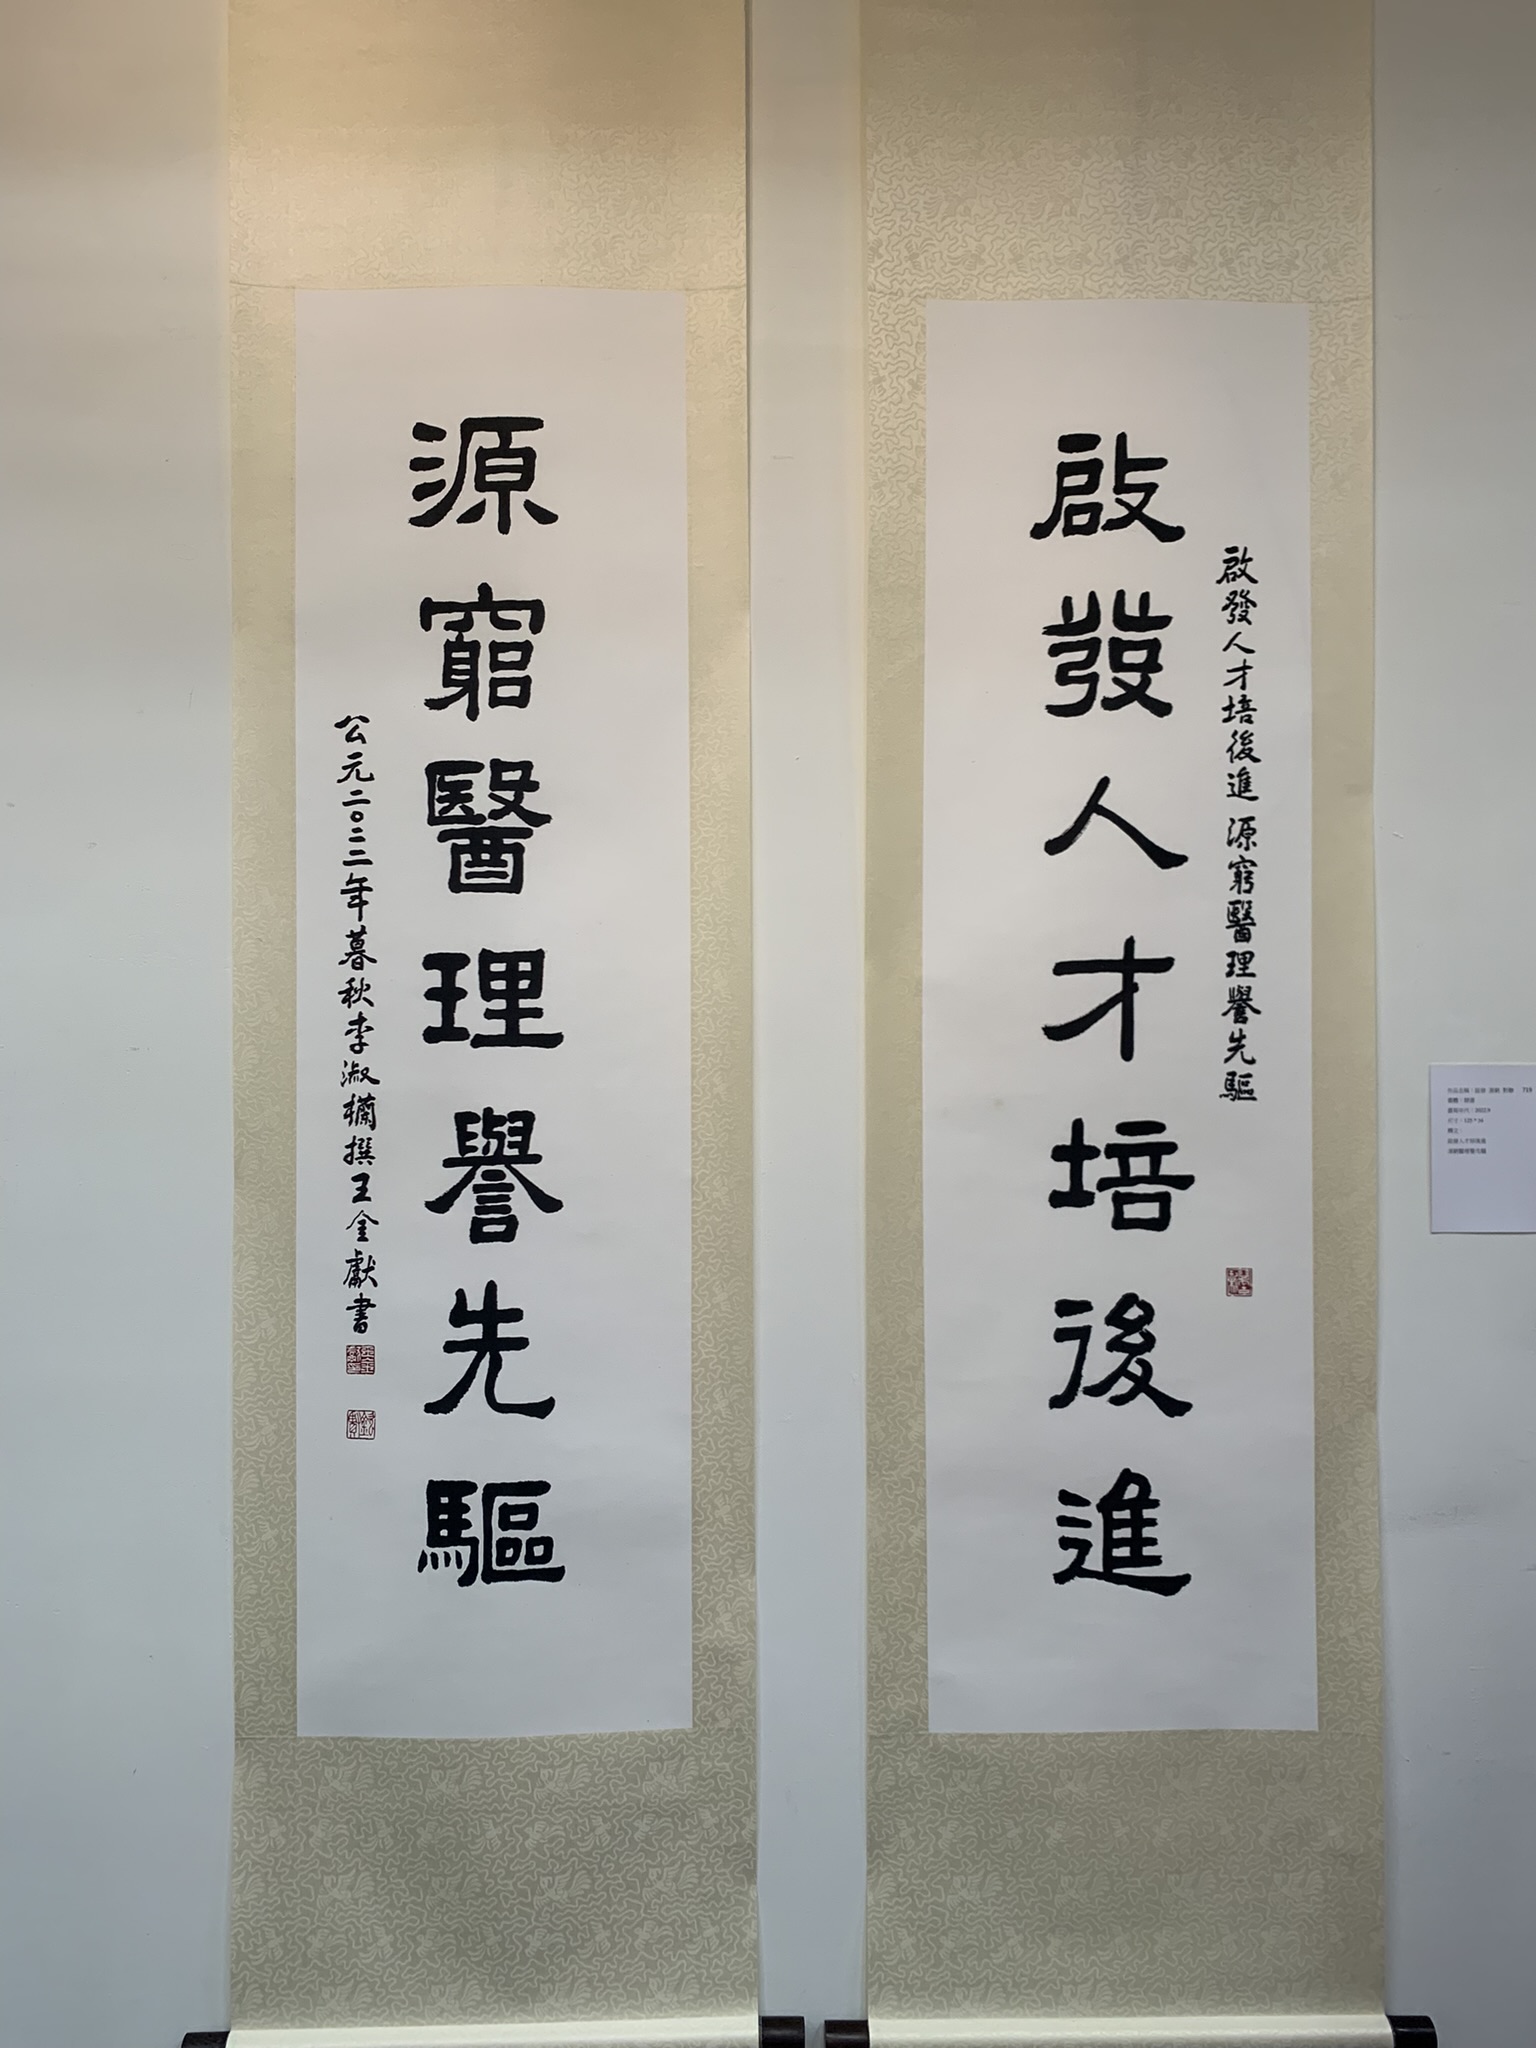 啟發人才培後進 源窮醫理譽先驅
啟發人才培後進
源窮醫理譽先驅
公元二〇二二年暮秋李淑欗撰王金獻書